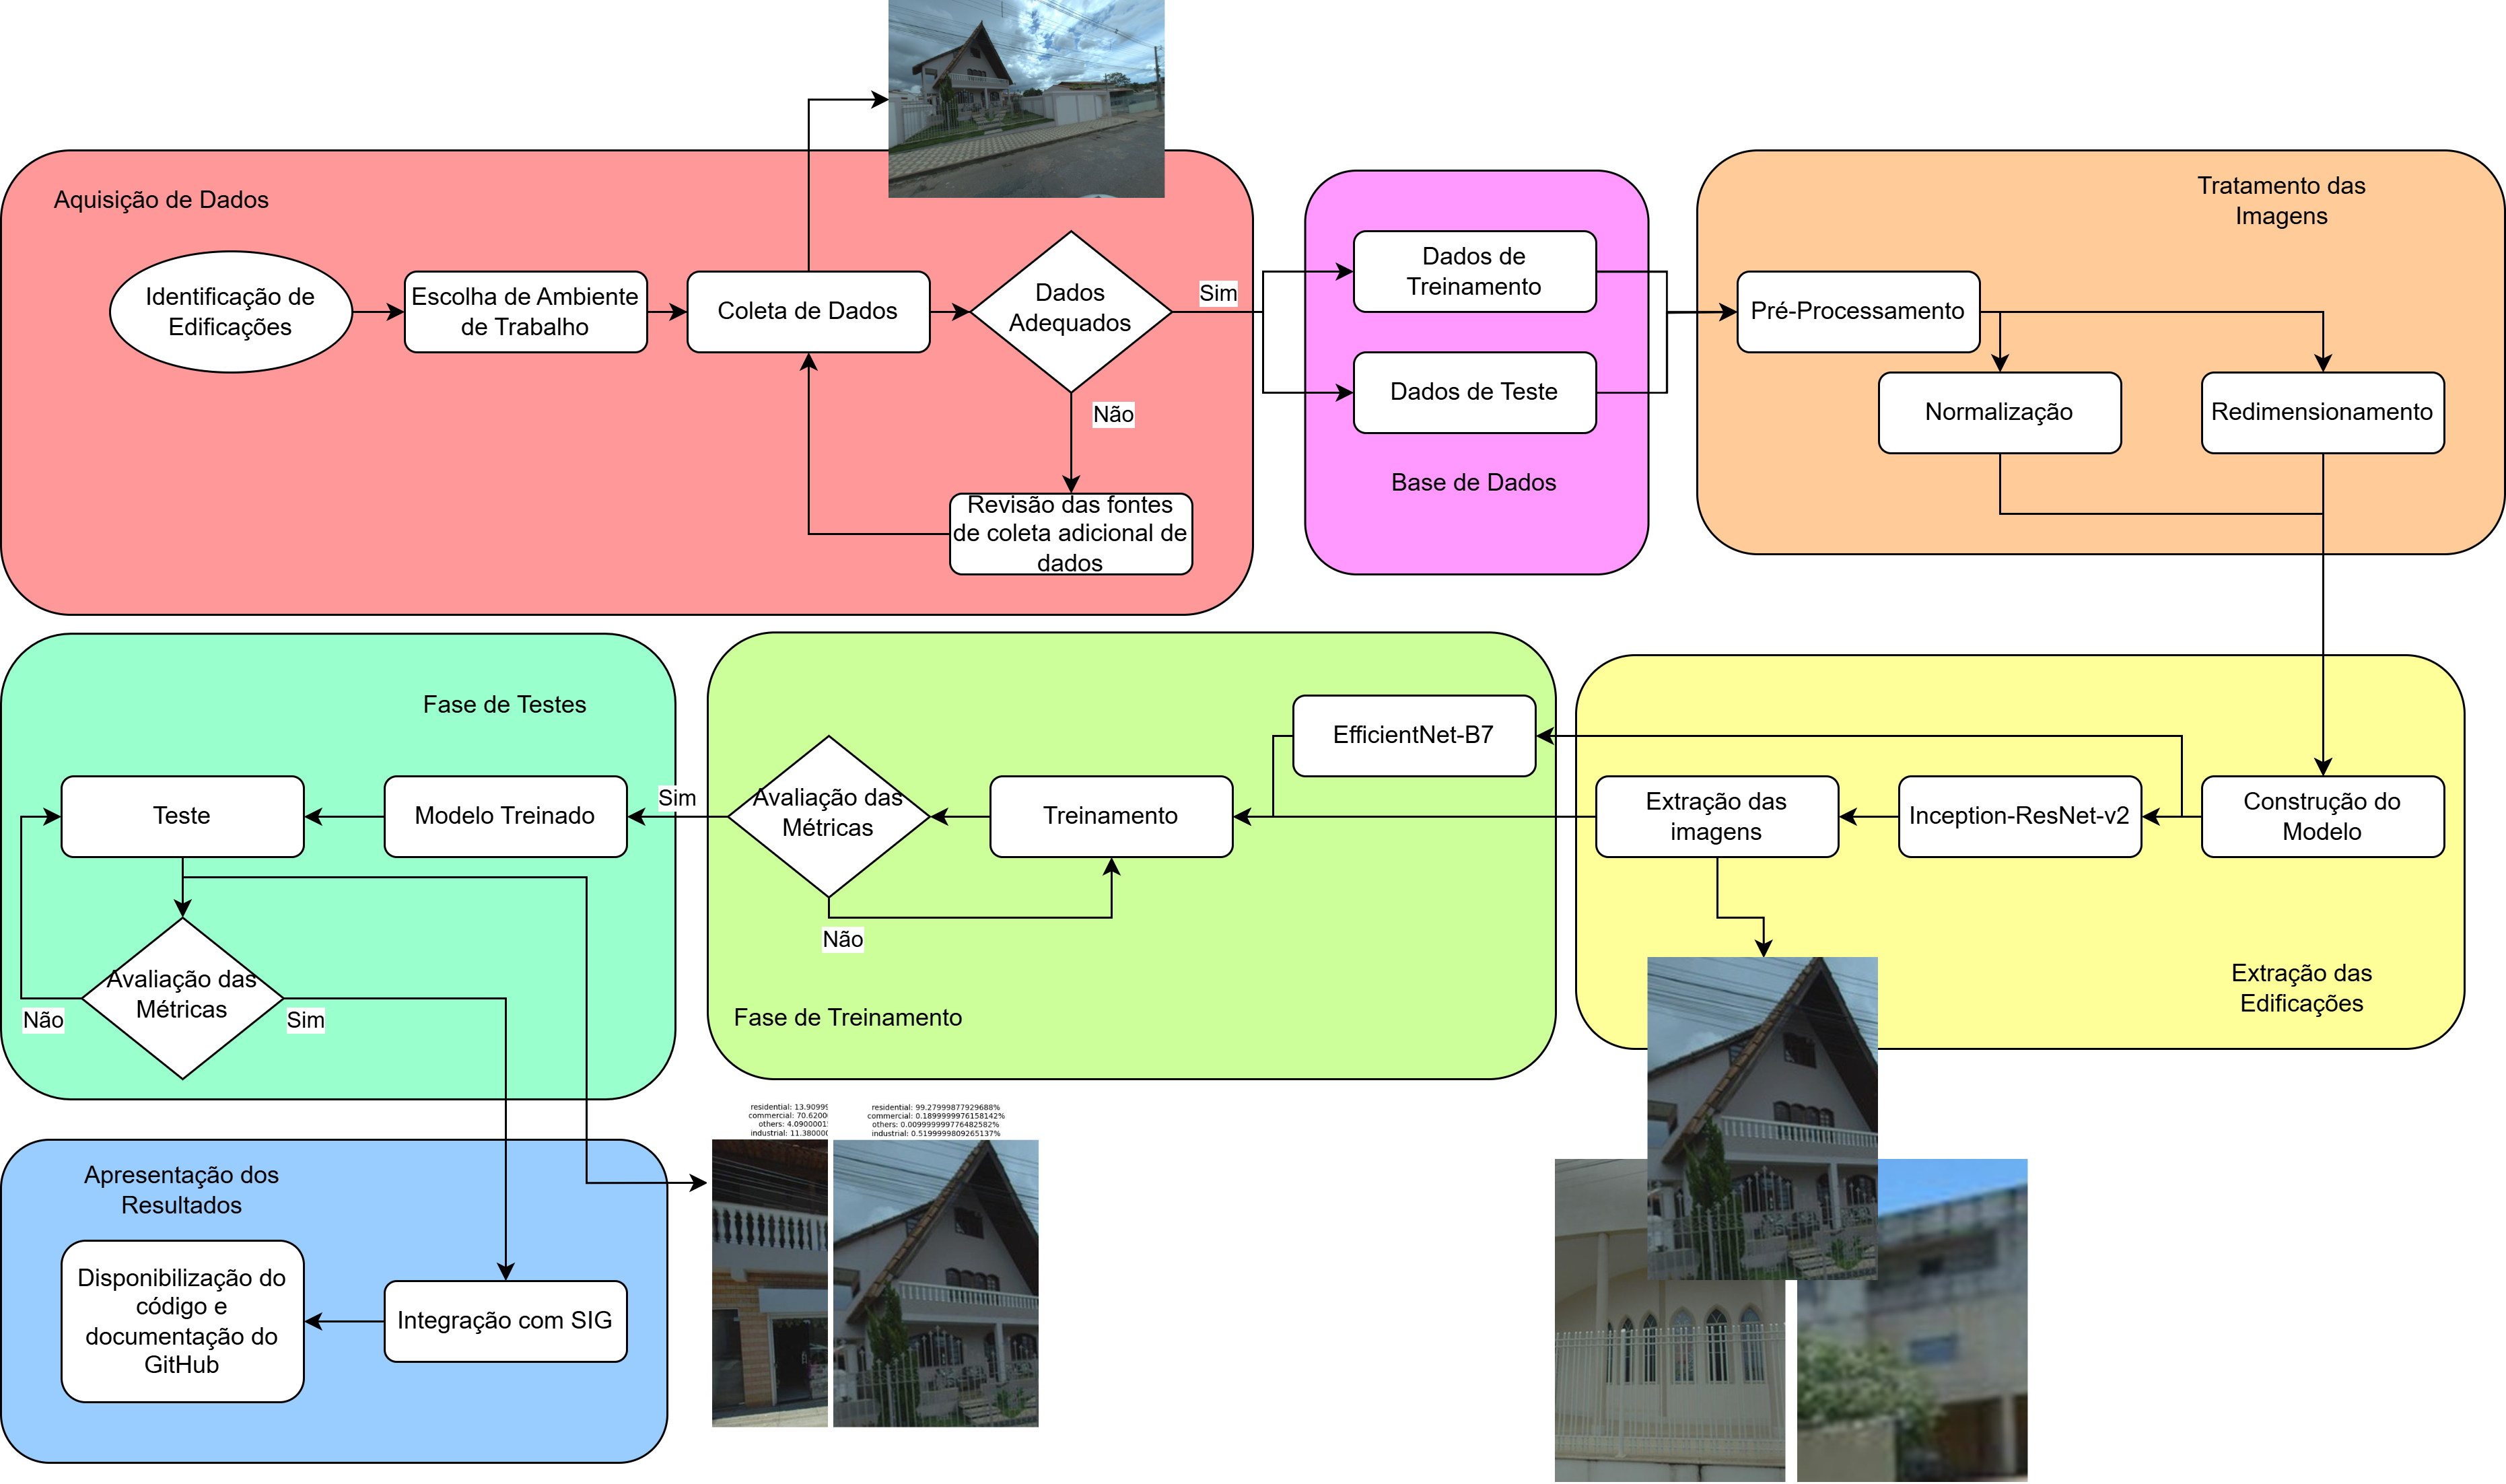 Aquisição de Dados
Identificação de
Edificações
Escolha de Ambiente
de Trabalho
Coleta de Dados
Dados
Adequados
Sim
Não
Revisão das fontes
de coleta adicional de
dados
Dados de
Treinamento
Dados de Teste
Base de Dados
Tratamento das
Imagens
Pré-Processamento
Normalização
Redimensionamento
Fase de Testes
Teste
Modelo Treinado
Sim
Avaliação das
Métricas
Não
Sim
Avaliação das
Métricas
Treinamento
EfficientNet-B7
Não
Fase de Treinamento
Extração das
imagens
Inception-ResNet-v2
Construção do
Modelo
Extração das
Edificações
Apresentação dos
Resultados
Disponibilização do
código e
documentação do
GitHub
Integração com SIG
residential: 13.90999
commercial: 70.6200
others: 4.0900001
industrial: 11.380000
residential: 99.27999877929688%
commercial: 0.1899999976158142%
others: 0.009999999776482582%
industrial: 0.5199999809265137%